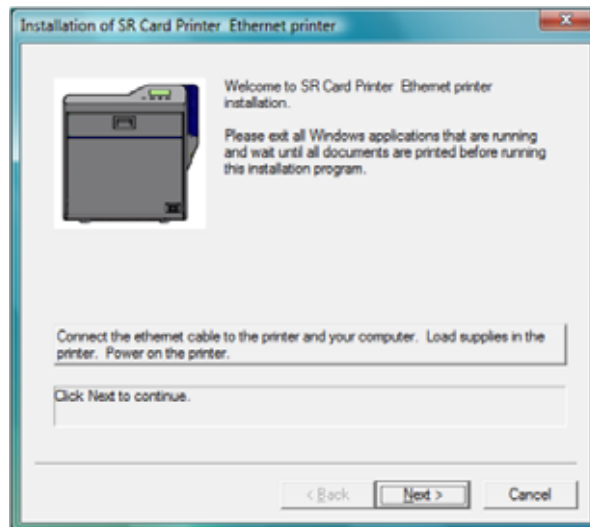 Installation of SR Card Printer Ethernet printer
Welcome to SR Card Printer Ethernet printer
installation.
Please exit all Windows applications that are running
and wait until all documents are printed before running
this installation program.
Connect the ethernet cable to the printer and your computer. Load supplies in the
printer. Power on the printer.
Click Next to continue.
< Back
Next >
Cancel